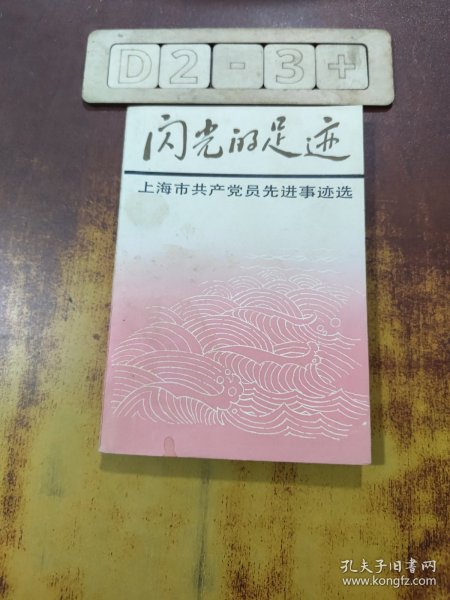 D2-3+
闪光的足迹
上海市共产党员先进事迹选
孔夫子旧书网
www.kongfz.com